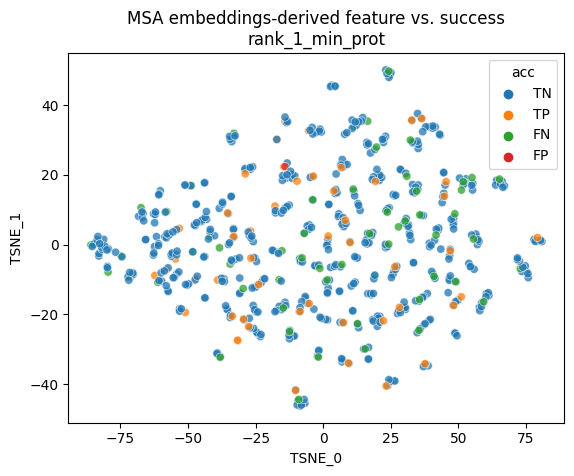 MSA embeddings-derived feature vs. success
rank_1_min_prot
acc
TN
TP
FN
FP
40
20
0
−20
−40
TSNE_1
−75
−50
−25
0
25
50
75
TSNE_0